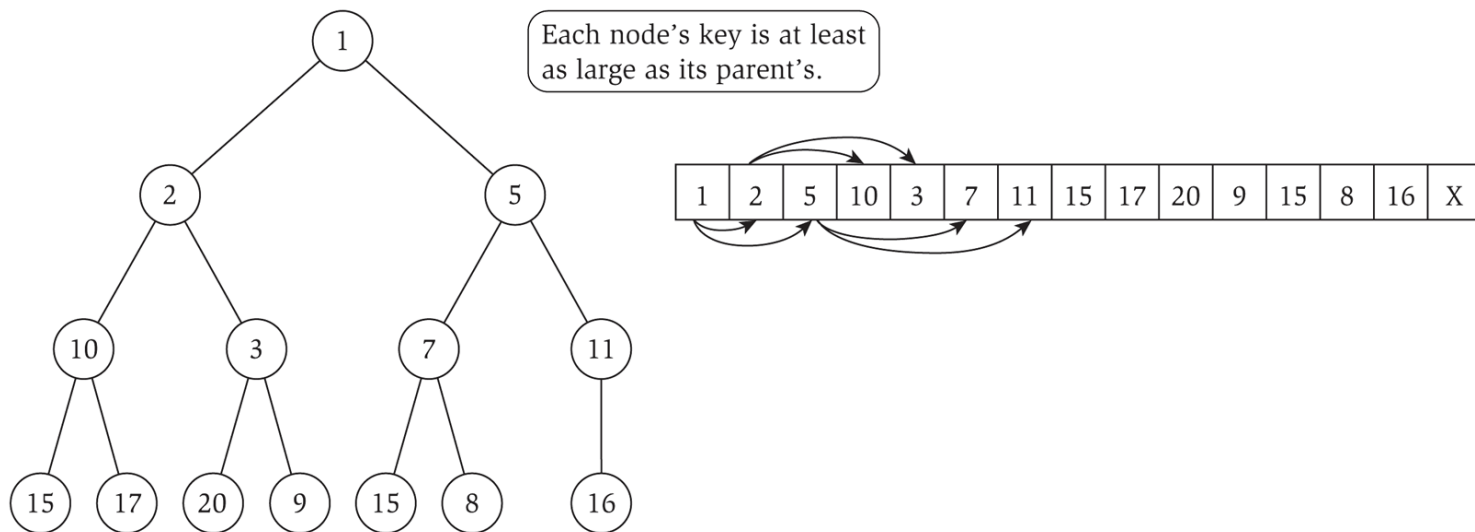 1
Each node’s key is at least
as large as its parent’s.
2 5
1 2 5 10 3 7 11 15 17 20 9 15 8 16 X
10 3 7 11
15 17 20 9 15 8 16